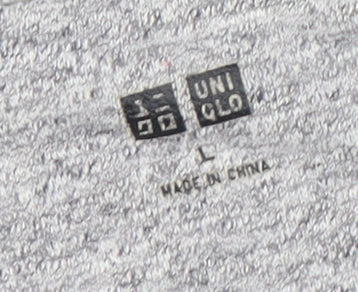 ユニ UNI
クロ QLO
L
MADE IN CHINA